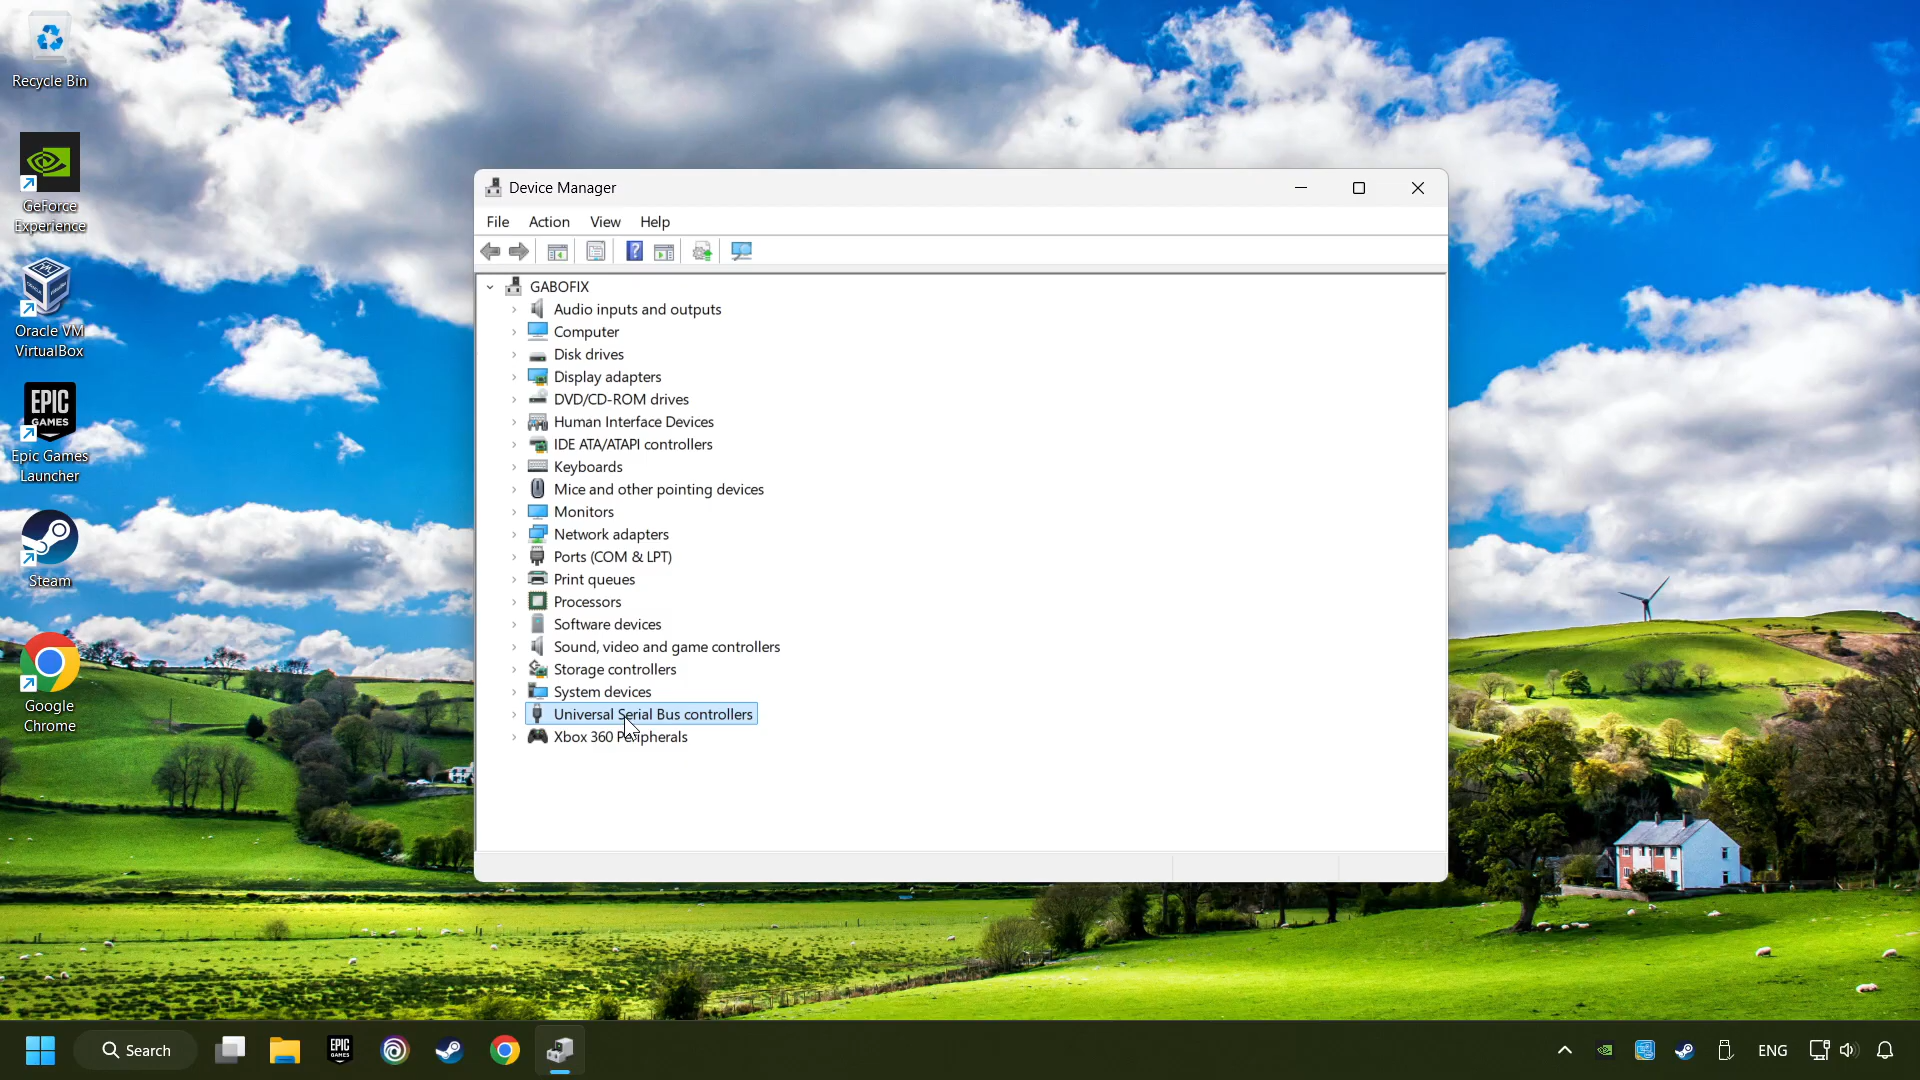 Recycle Bin
GeForce
Experience
Oracle VM
VirtualBox
EPIC
GAMES
Epic Games
Launcher
Steam
Google
Chrome
Device Manager
File Action View Help
GABOFIX
Audio inputs and outputs
Computer
Disk drives
Display adapters
DVD/CD-ROM drives
Human Interface Devices
IDE ATA/ATAPI controllers
Keyboards
Mice and other pointing devices
Monitors
Network adapters
Ports (COM & LPT)
Print queues
Processors
Software devices
Sound, video and game controllers
Storage controllers
System devices
Universal Serial Bus controllers
Xbox 360 Peripherals
Search
EPIC
GAMES
ENG